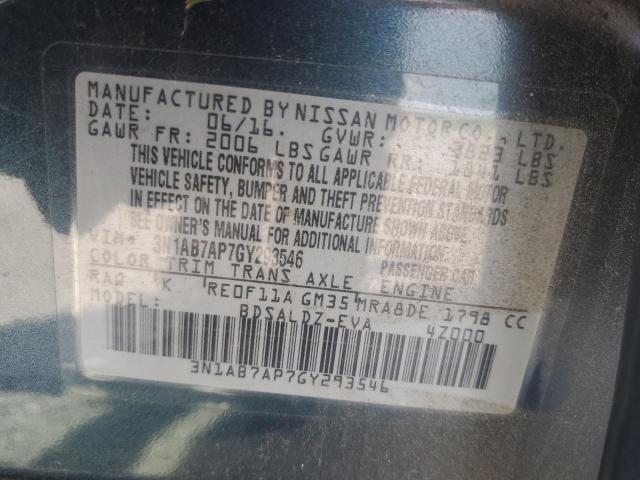 MANUFACTURED BY NISSAN MOTOR CO., LTD.
DATE: 06/16. GVWR: LBS
GAWR FR: 2006 LBS GAWR RR: LBS
THIS VEHICLE CONFORMS TO ALL APPLICABLE FEDERAL MOTOR
VEHICLE SAFETY, BUMPER AND THEFT PREVENTION STANDARDS
IN EFFECT ON THE DATE OF MANUFACTURE SHOWN ABOVE.
SEE OWNER'S MANUAL FOR ADDITIONAL INFORMATION.
VIN# 3N1AB7AP7GY293546 PASSENGER CAR
COLOR TRIM TRANS AXLE ENGINE
RAQ K RE0F11A GM35 MRA8DE 1798 CC
BDSALDZ-EVA 4Z000
3N1AB7AP7GY293546